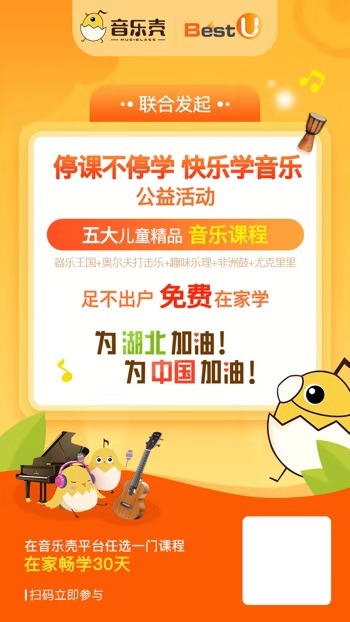 音乐壳
MUSIKLASS
BestU
联合发起
停课不停学 快乐学音乐
公益活动
五大儿童精品 音乐课程
器乐王国+奥尔夫打击乐+趣味乐理+非洲鼓+尤克里里
足不出户 免费在家学
为湖北加油！
为中国加油！
在音乐壳平台任选一门课程
在家畅学30天
扫码立即参与